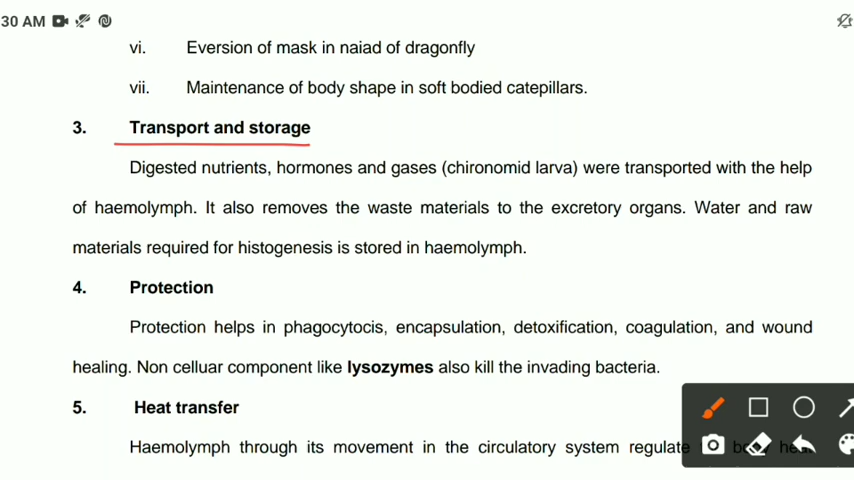 30 AM
vi. Eversion of mask in naiad of dragonfly
vii. Maintenance of body shape in soft bodied catepillars.
3. Transport and storage
Digested nutrients, hormones and gases (chironomid larva) were transported with the help
of haemolymph. It also removes the waste materials to the excretory organs. Water and raw
materials required for histogenesis is stored in haemolymph.
4. Protection
Protection helps in phagocytocis, encapsulation, detoxification, coagulation, and wound
healing. Non celluar component like lysozymes also kill the invading bacteria.
5. Heat transfer
Haemolymph through its movement in the circulatory system regulate